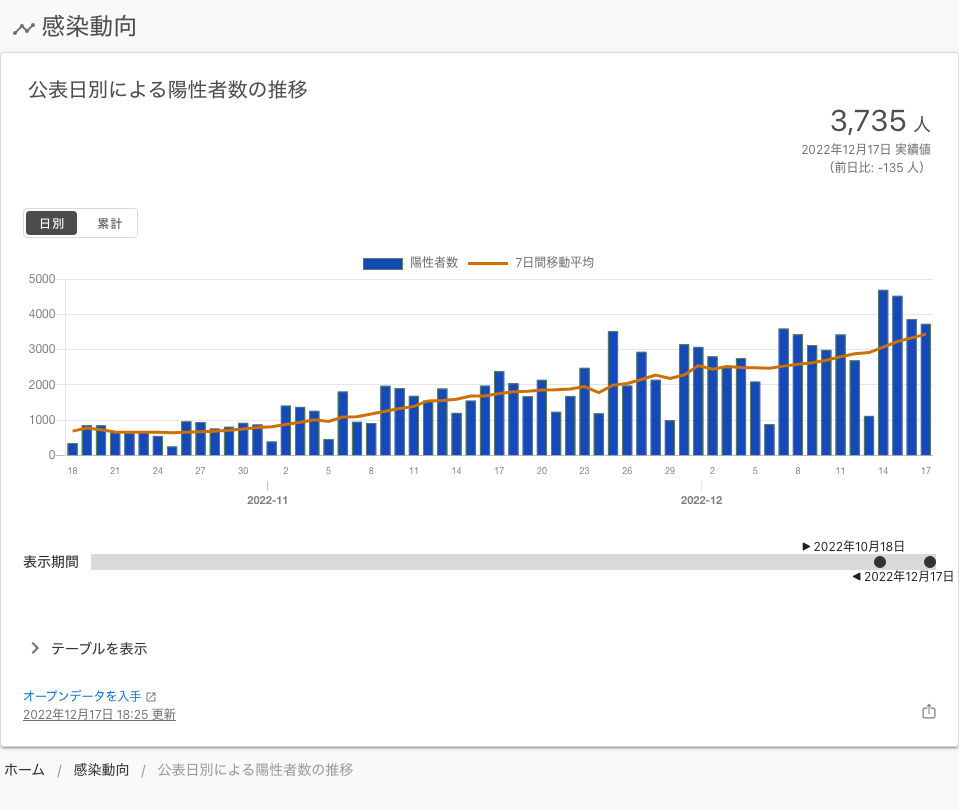 感染動向
公表日別による陽性者数の推移
3,735 人
2022年12月17日 実績値
（前日比: -135 人）
日別 累計
陽性者数 7日間移動平均
5000
4000
3000
2000
1000
0
18 21 24 27 30 2 5 8 11 14 17 20 23 26 29 2 5 8 11 14 17
2022-11 2022-12
▶ 2022年10月18日
表示期間
◀ 2022年12月17日
テーブルを表示
オープンデータを入手
2022年12月17日 18:25 更新
ホーム / 感染動向 / 公表日別による陽性者数の推移